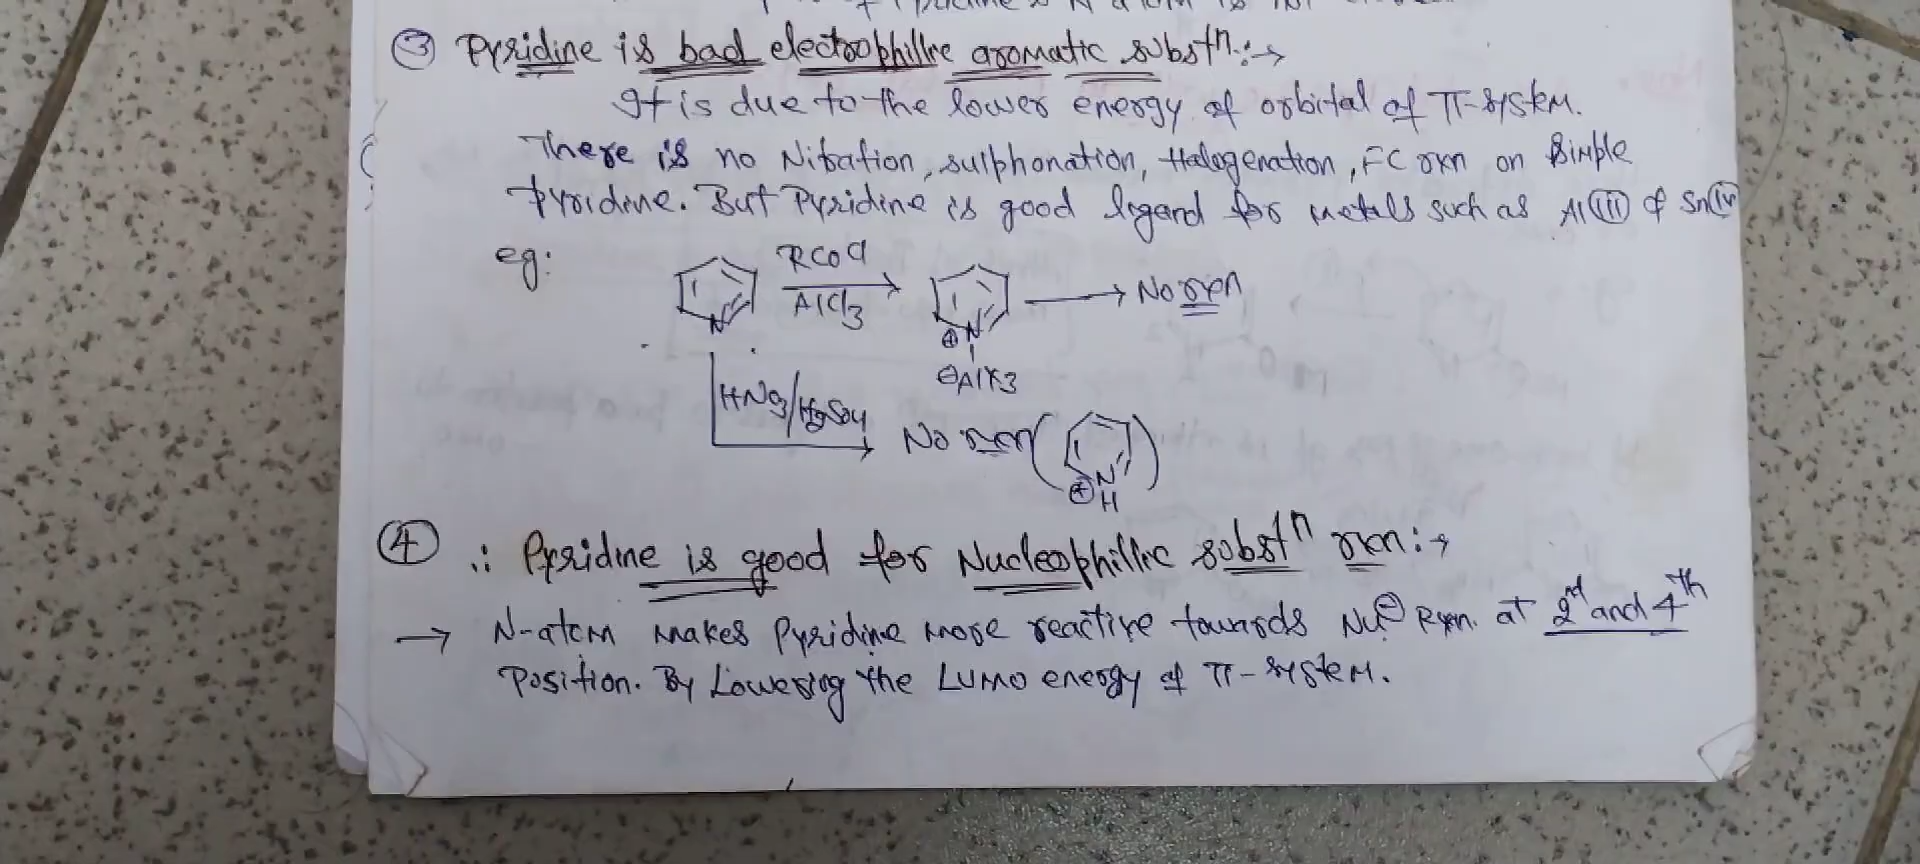 ③ Pyridine is bad electrophillic aromatic substⁿ:→
It is due to the lower energy of orbital of π-system.
There is no Nitration, sulphonation, Halogenation, FC rxn on Simple
Pyridine. But Pyridine is good ligand for metals such as Al(III) & Sn(IV)
eg:
RCOCl
AlCl3
N
⊕N
⊖AlX3
→ No rxn
HNO3/H2SO4
No rxn (
N
⊕
H
)
④ ∴ Pyridine is good for Nucleophillic substⁿ rxn:→
→ N-atom makes Pyridine more reactive towards Nu⊖ Rxn. at 2nd and 4th
Position. By Lowering the LUMO energy of π-system.